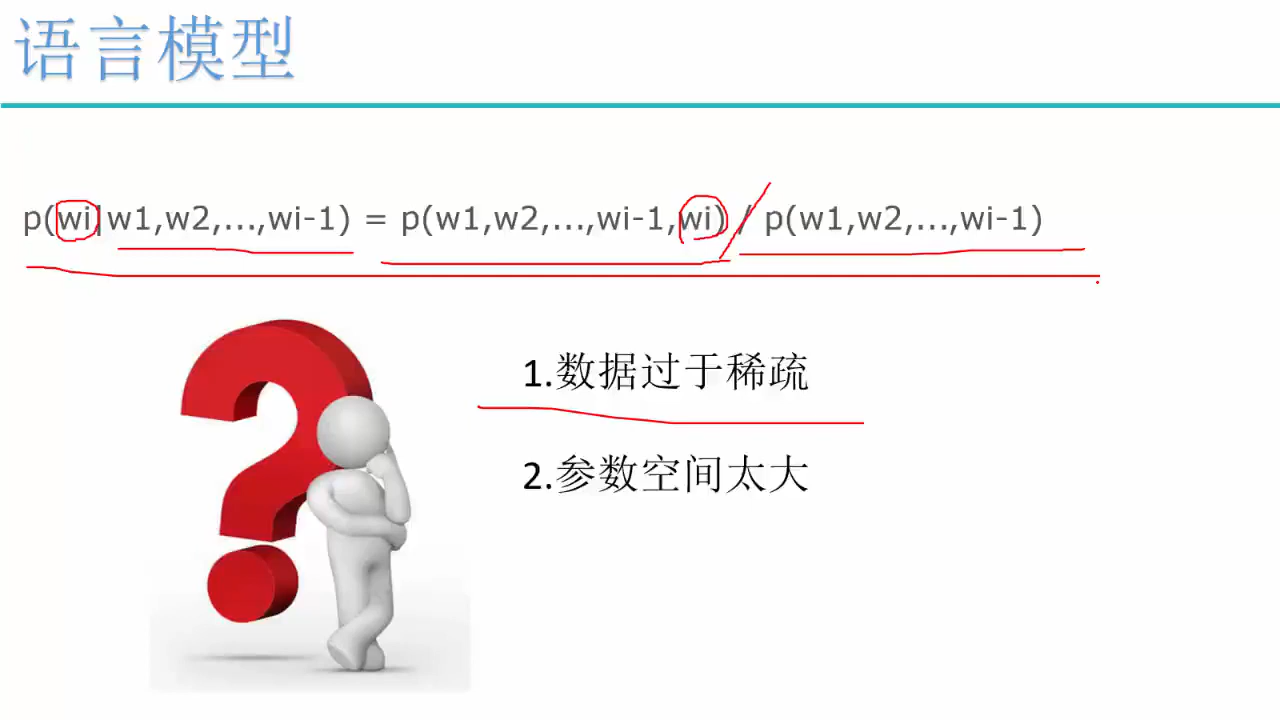 语言模型
p(wi|w1,w2,...,wi-1) = p(w1,w2,...,wi-1,wi) / p(w1,w2,...,wi-1)
1.数据过于稀疏
2.参数空间太大